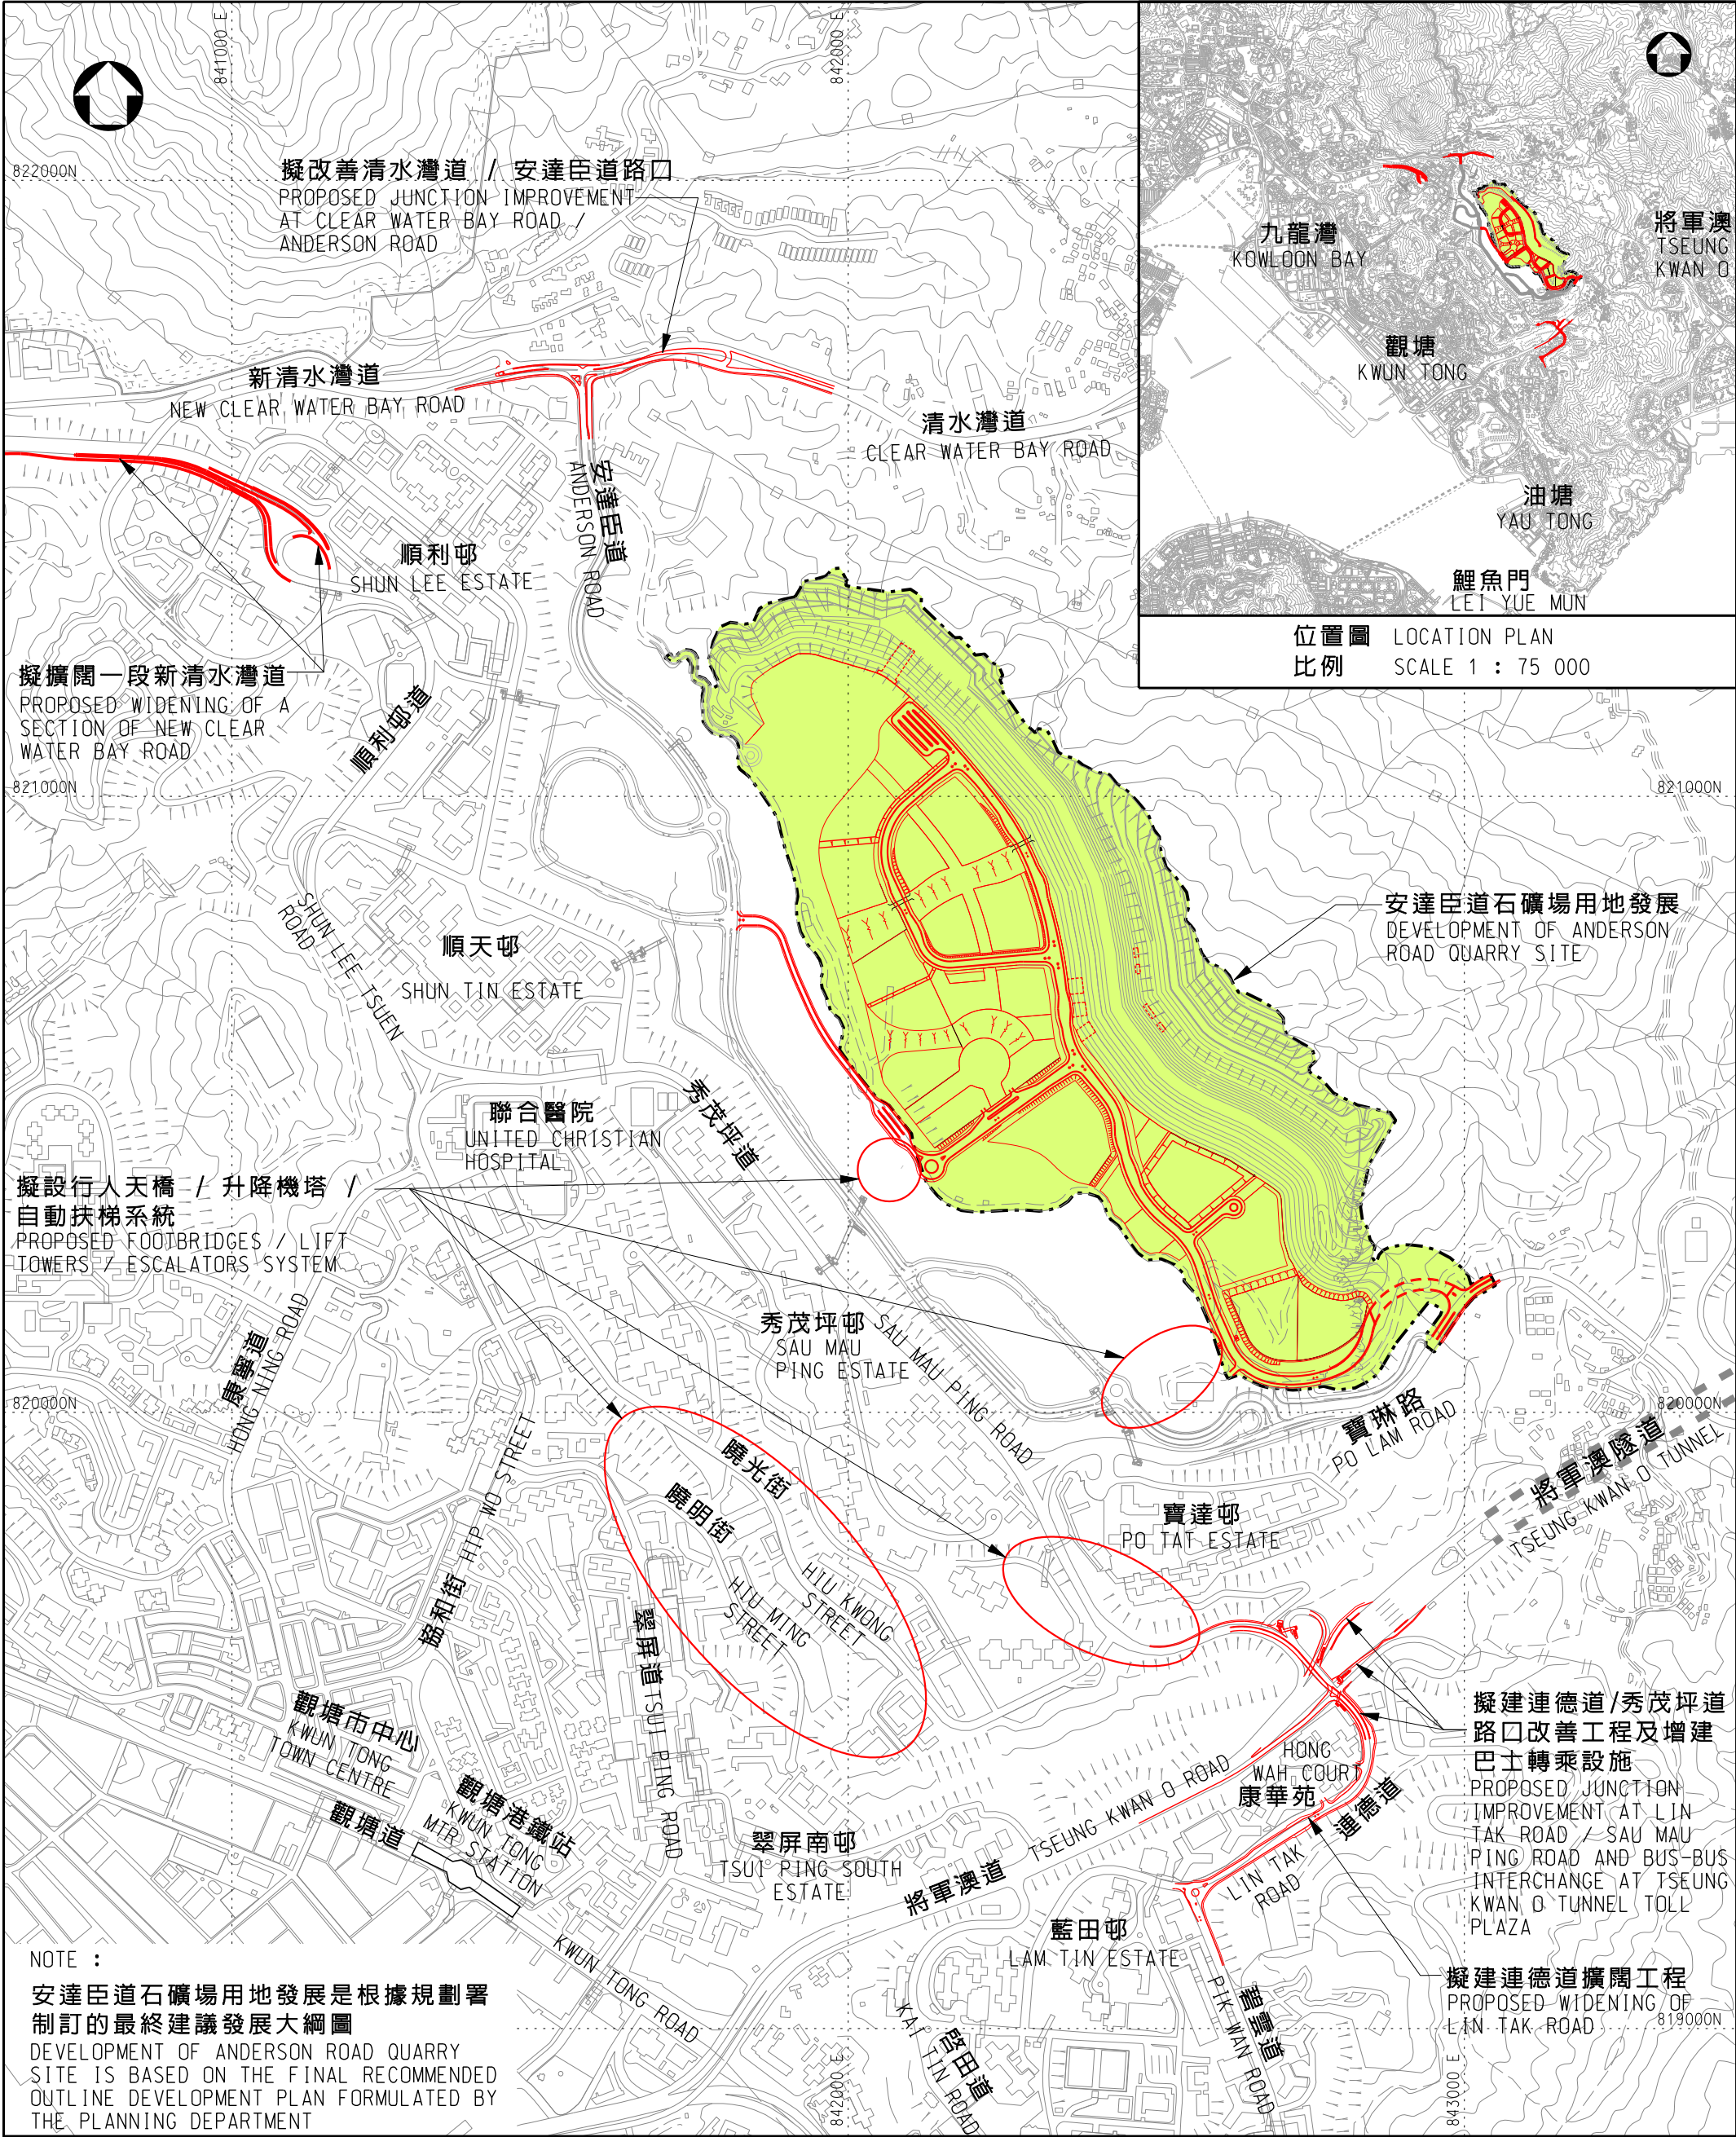 841000 E
842000 E
822000N
擬改善清水灣道 / 安達臣道路口
PROPOSED JUNCTION IMPROVEMENT
AT CLEAR WATER BAY ROAD /
ANDERSON ROAD
新清水灣道
NEW CLEAR WATER BAY ROAD
清水灣道
CLEAR WATER BAY ROAD
安達臣道
ANDERSON ROAD
順利邨
SHUN LEE ESTATE
擬擴闊一段新清水灣道
PROPOSED WIDENING OF A
SECTION OF NEW CLEAR
WATER BAY ROAD
順利邨道
821000N
九龍灣
KOWLOON BAY
將軍澳
TSEUNG
KWAN O
觀塘
KWUN TONG
油塘
YAU TONG
鯉魚門
LEI YUE MUN
位置圖 LOCATION PLAN
比例 SCALE 1 : 75 000
821000N
SHUN LEE TSUEN
ROAD
順天邨
SHUN TIN ESTATE
安達臣道石礦場用地發展
DEVELOPMENT OF ANDERSON
ROAD QUARRY SITE
聯合醫院
UNITED CHRISTIAN
HOSPITAL
秀茂坪道
擬設行人天橋 / 升降機塔 /
自動扶梯系統
PROPOSED FOOTBRIDGES / LIFT
TOWERS / ESCALATORS SYSTEM
康寧道
HONG NING ROAD
秀茂坪邨
SAU MAU
PING ESTATE
SAU MAU PING ROAD
820000N
820000N
寶琳路
PO LAM ROAD
將軍澳隧道
TSEUNG KWAN O TUNNEL
曉光街
曉明街
HIU KWONG
STREET
HIU MING
STREET
寶達邨
PO TAT ESTATE
協和街 HIP WO STREET
翠屏道 TSUI PING ROAD
觀塘市中心
KWUN TONG
TOWN CENTRE
觀塘道
觀塘港鐵站
KWUN TONG
MTR STATION
翠屏南邨
TSUI PING SOUTH
ESTATE
將軍澳道 TSEUNG KWAN O ROAD
HONG
WAH COURT
康華苑
連德道
LIN TAK
ROAD
擬建連德道/秀茂坪道
路口改善工程及增建
巴士轉乘設施
PROPOSED JUNCTION
IMPROVEMENT AT LIN
TAK ROAD / SAU MAU
PING ROAD AND BUS-BUS
INTERCHANGE AT TSEUNG
KWAN O TUNNEL TOLL
PLAZA
藍田邨
LAM TIN ESTATE
KWUN TONG ROAD
擬建連德道擴闊工程
PROPOSED WIDENING OF
LIN TAK ROAD
819000N
啓田道
KAI TIN ROAD
碧雲道
PIK WAN ROAD
842000 E
843000 E
NOTE :
安達臣道石礦場用地發展是根據規劃署
制訂的最終建議發展大綱圖
DEVELOPMENT OF ANDERSON ROAD QUARRY
SITE IS BASED ON THE FINAL RECOMMENDED
OUTLINE DEVELOPMENT PLAN FORMULATED BY
THE PLANNING DEPARTMENT